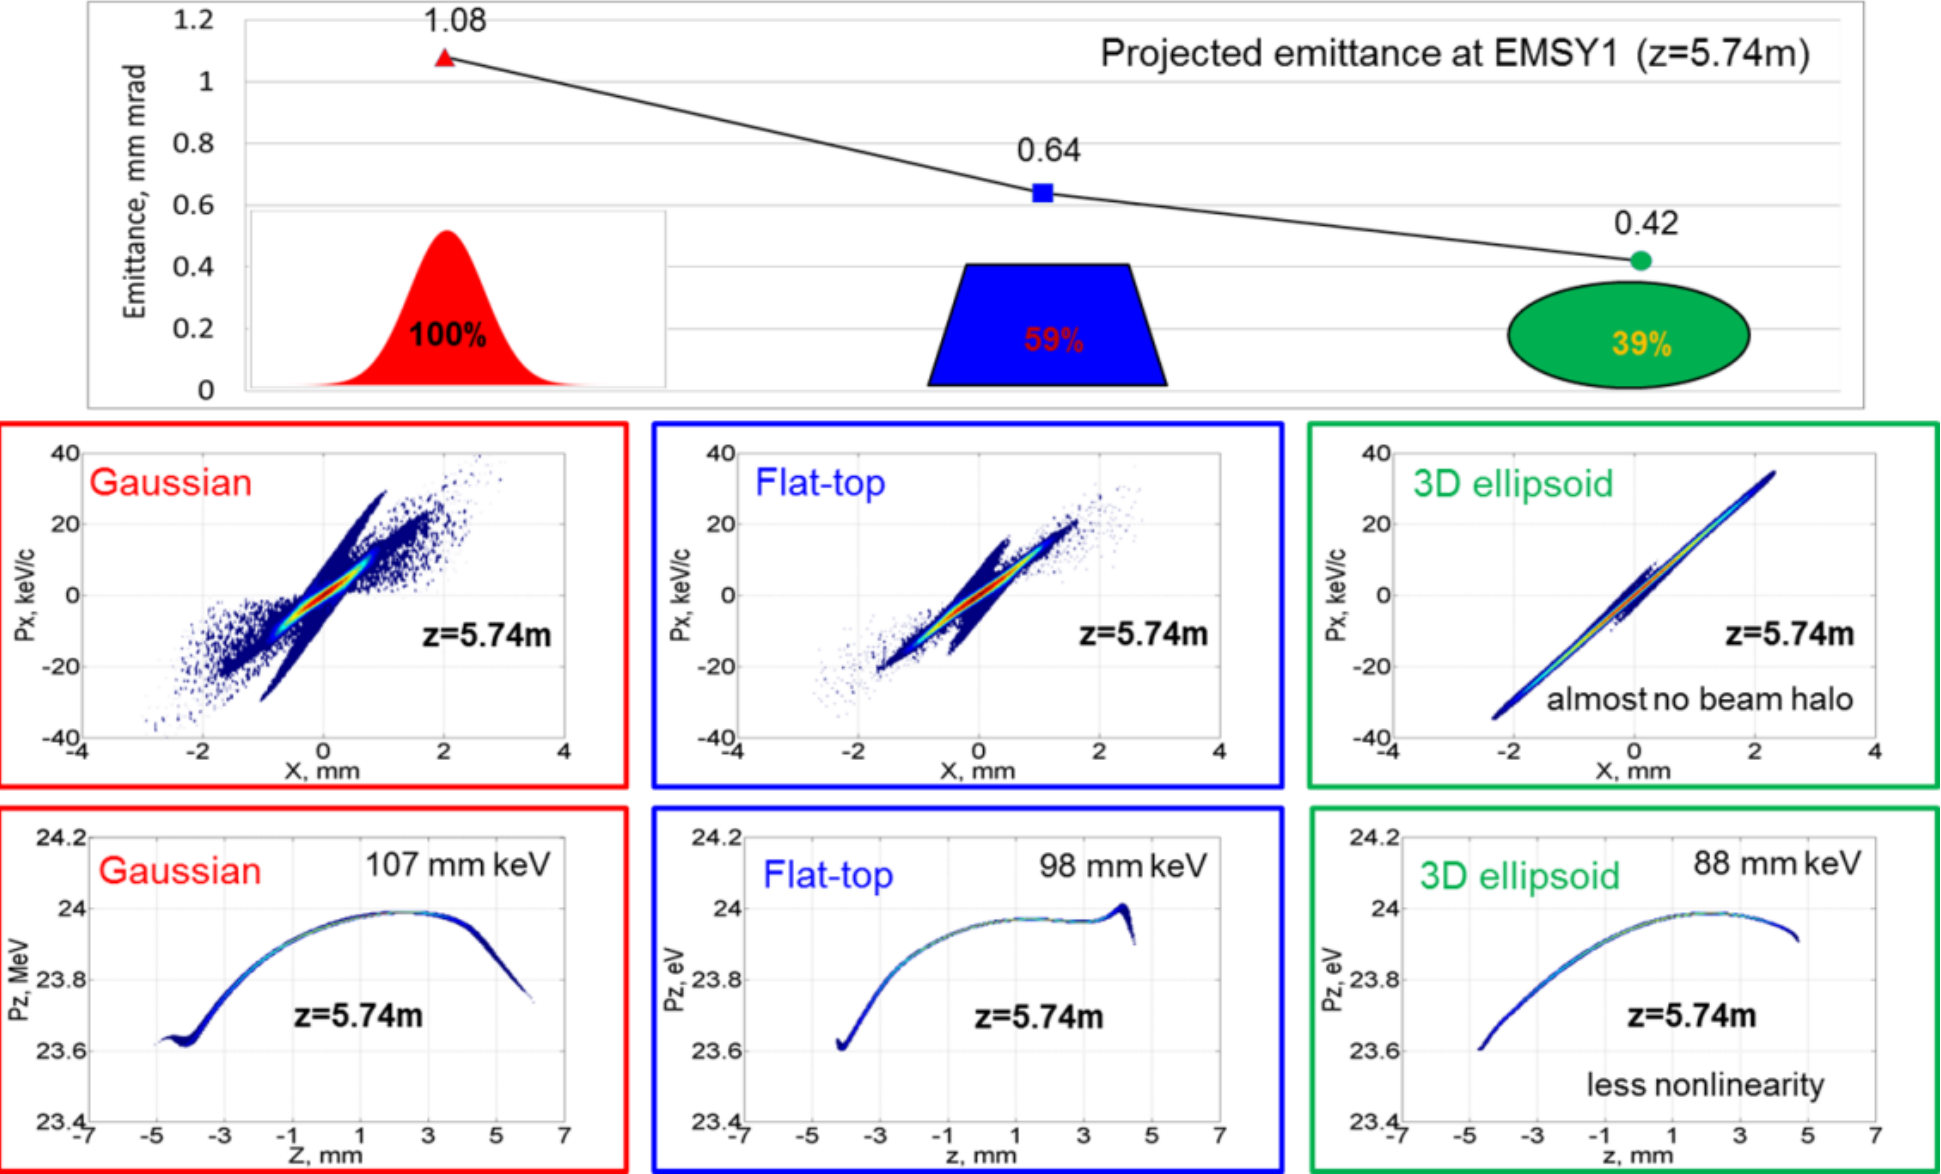 Projected emittance at EMSY1 (z=5.74m)
Emittance, mm mrad
1.2
1
0.8
0.6
0.4
0.2
0
1.08
0.64
0.42
100%
59%
39%
Gaussian
z=5.74m
Px, keV/c
40
20
0
-20
-40
-4 -2 0 2 4
X, mm
Flat-top
z=5.74m
Px, keV/c
40
20
0
-20
-40
-4 -2 0 2 4
X, mm
3D ellipsoid
z=5.74m
almost no beam halo
Px, keV/c
40
20
0
-20
-40
-4 -2 0 2 4
X, mm
Gaussian
107 mm keV
z=5.74m
Pz, MeV
24.2
24
23.8
23.6
23.4
-7 -5 -3 -1 1 3 5 7
Z, mm
Flat-top
98 mm keV
z=5.74m
Pz, eV
24.2
24
23.8
23.6
23.4
-7 -5 -3 -1 1 3 5 7
z, mm
3D ellipsoid
88 mm keV
z=5.74m
less nonlinearity
Pz, eV
24.2
24
23.8
23.6
23.4
-7 -5 -3 -1 1 3 5 7
z, mm